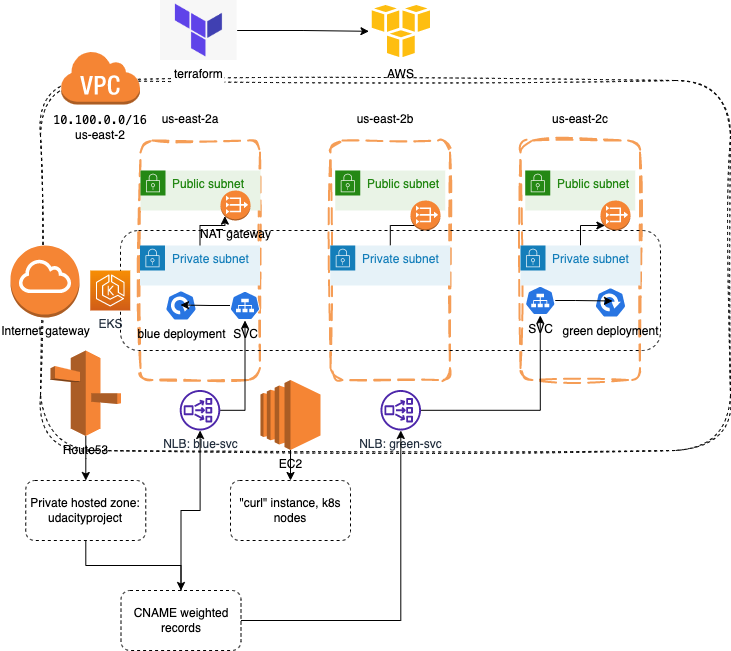 terraform
AWS
VPC
10.100.0.0/16
us-east-2
us-east-2a
us-east-2b
us-east-2c
Public subnet
Public subnet
Public subnet
NAT gateway
Private subnet
Private subnet
Private subnet
Internet gateway
EKS
blue deployment
SVC
SVC
green deployment
Route53
NLB: blue-svc
EC2
NLB: green-svc
Private hosted zone:
udacityproject
"curl" instance, k8s
nodes
CNAME weighted
records